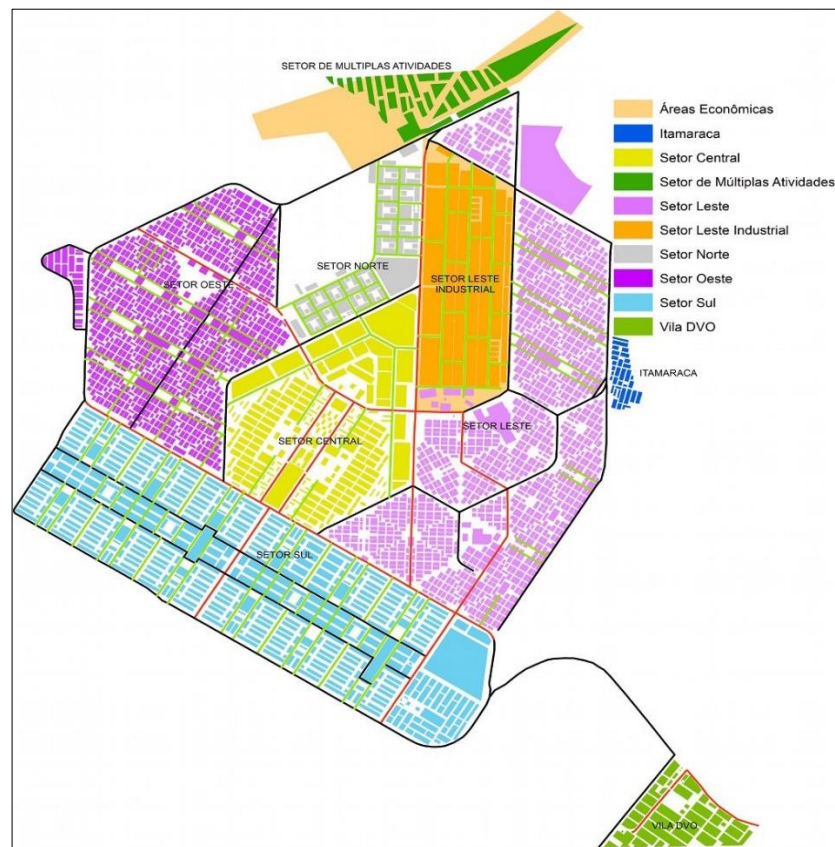 SETOR DE MULTIPLAS ATIVIDADES
Áreas Econômicas
Itamaraca
Setor Central
Setor de Múltiplas Atividades
Setor Leste
Setor Leste Industrial
Setor Norte
Setor Oeste
Setor Sul
Vila DVO
SETOR NORTE
SETOR LESTE
INDUSTRIAL
SETOR OESTE
ITAMARACA
SETOR LESTE
SETOR CENTRAL
SETOR SUL
VILA DVO